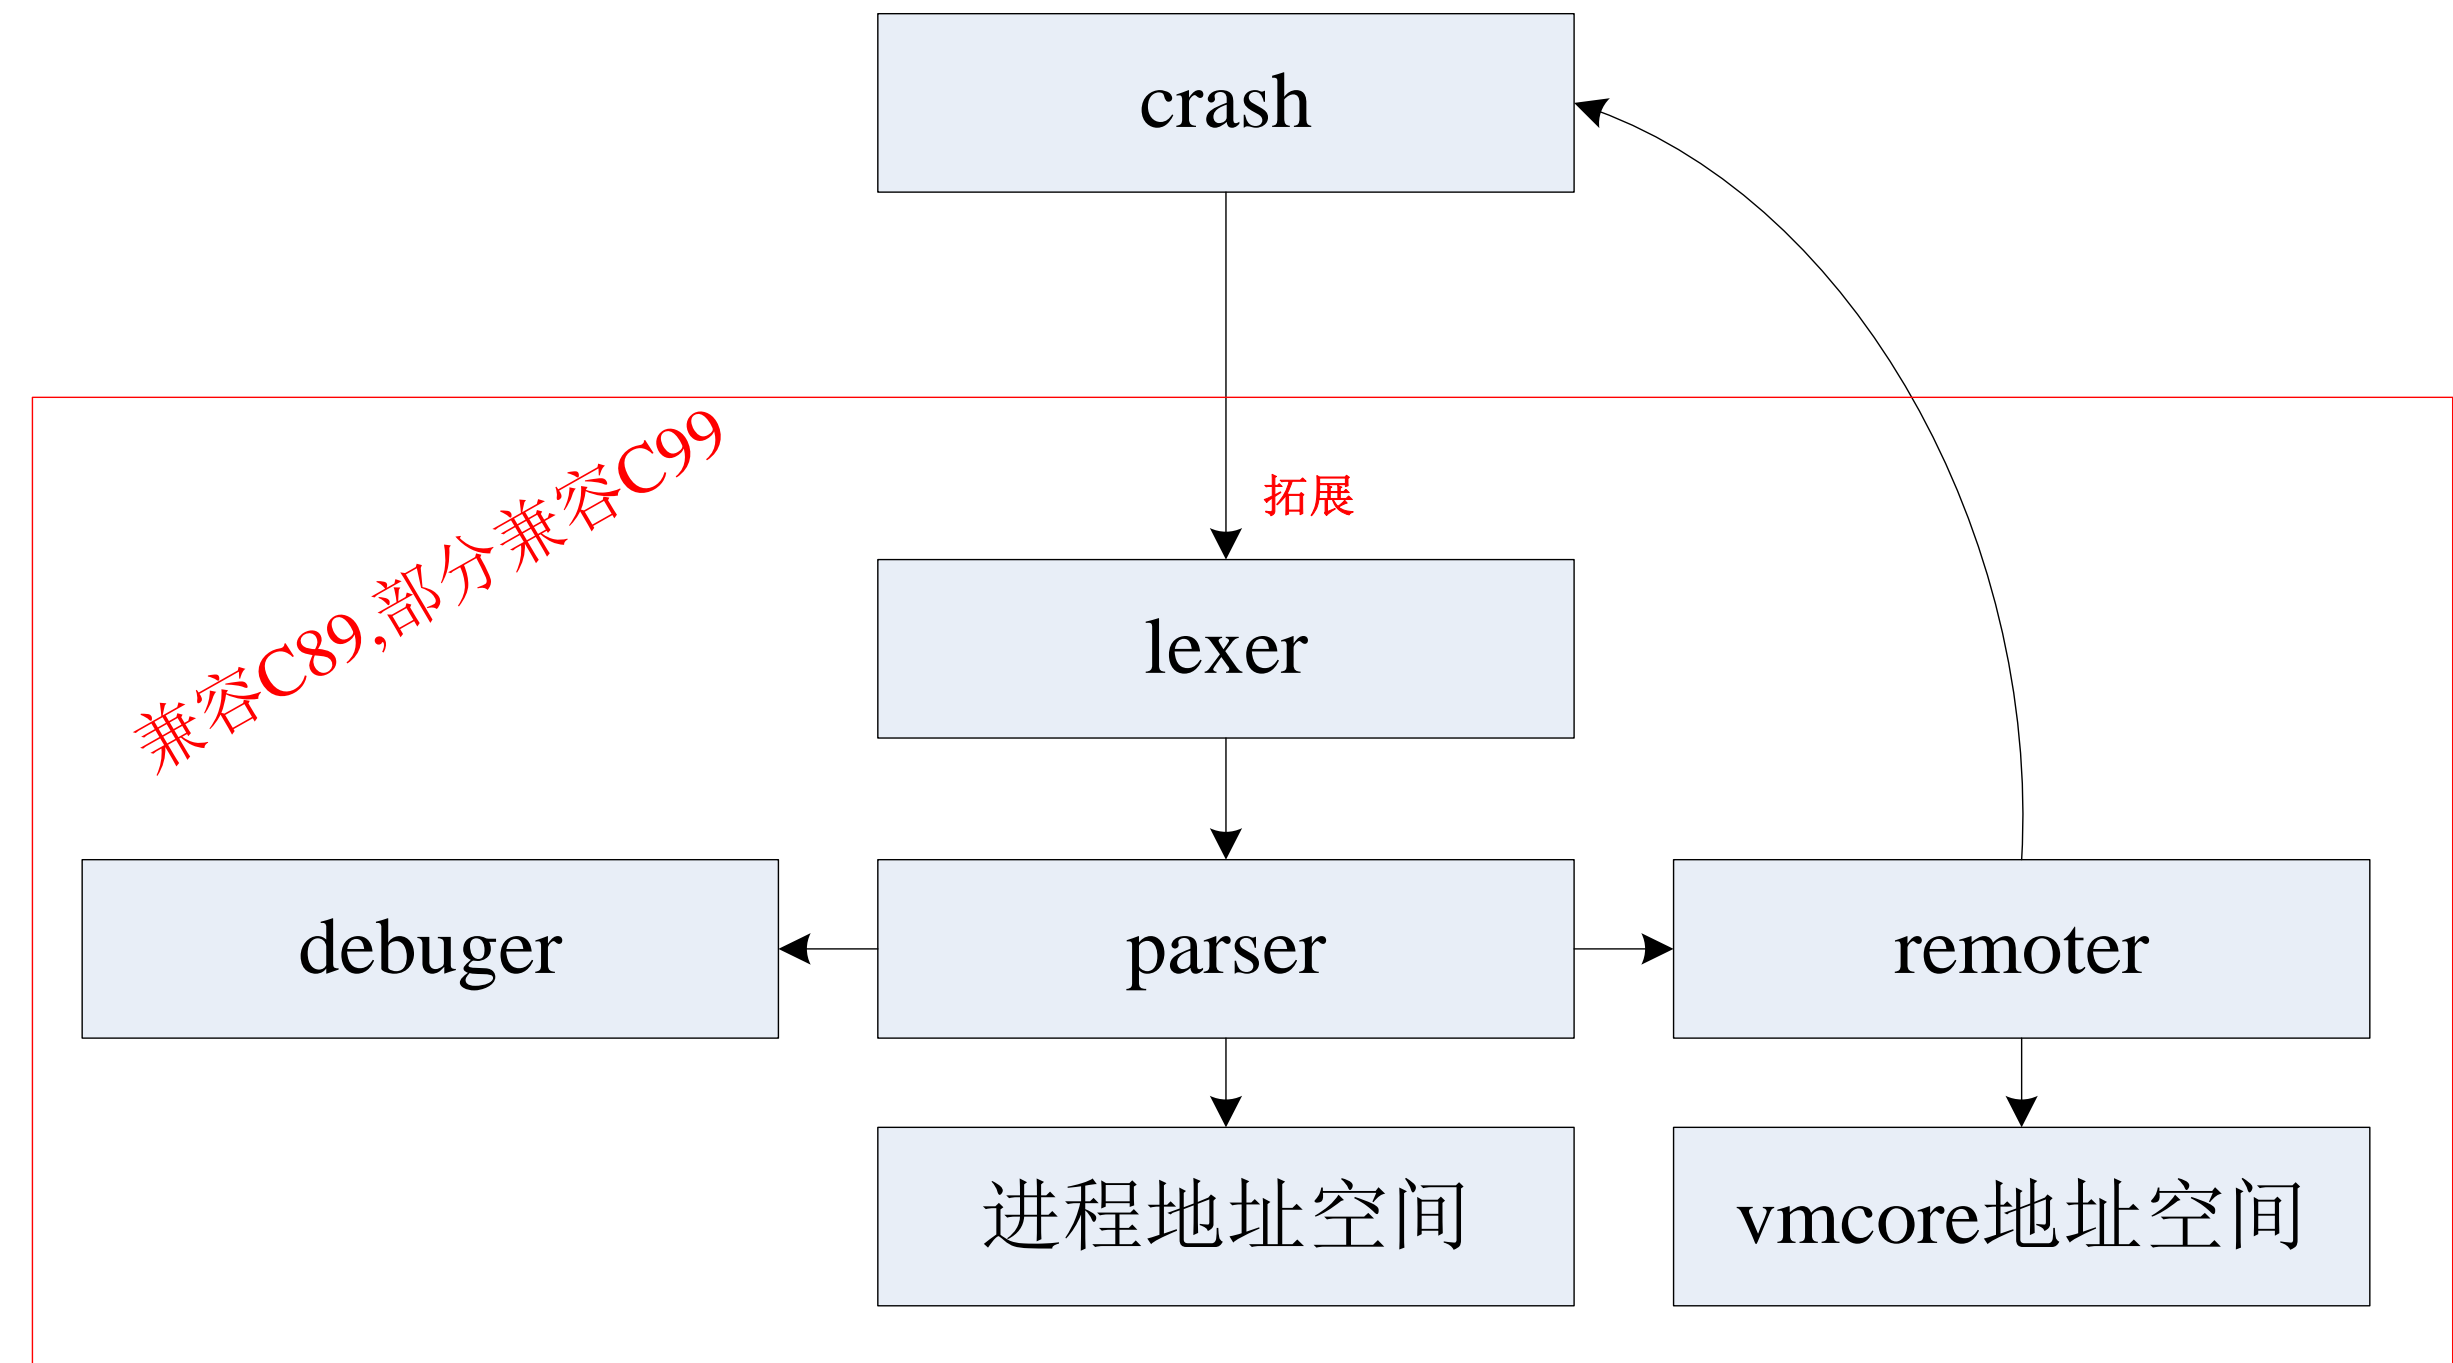 crash
兼容C89,部分兼容C99
拓展
lexer
debuger
parser
remoter
进程地址空间
vmcore地址空间